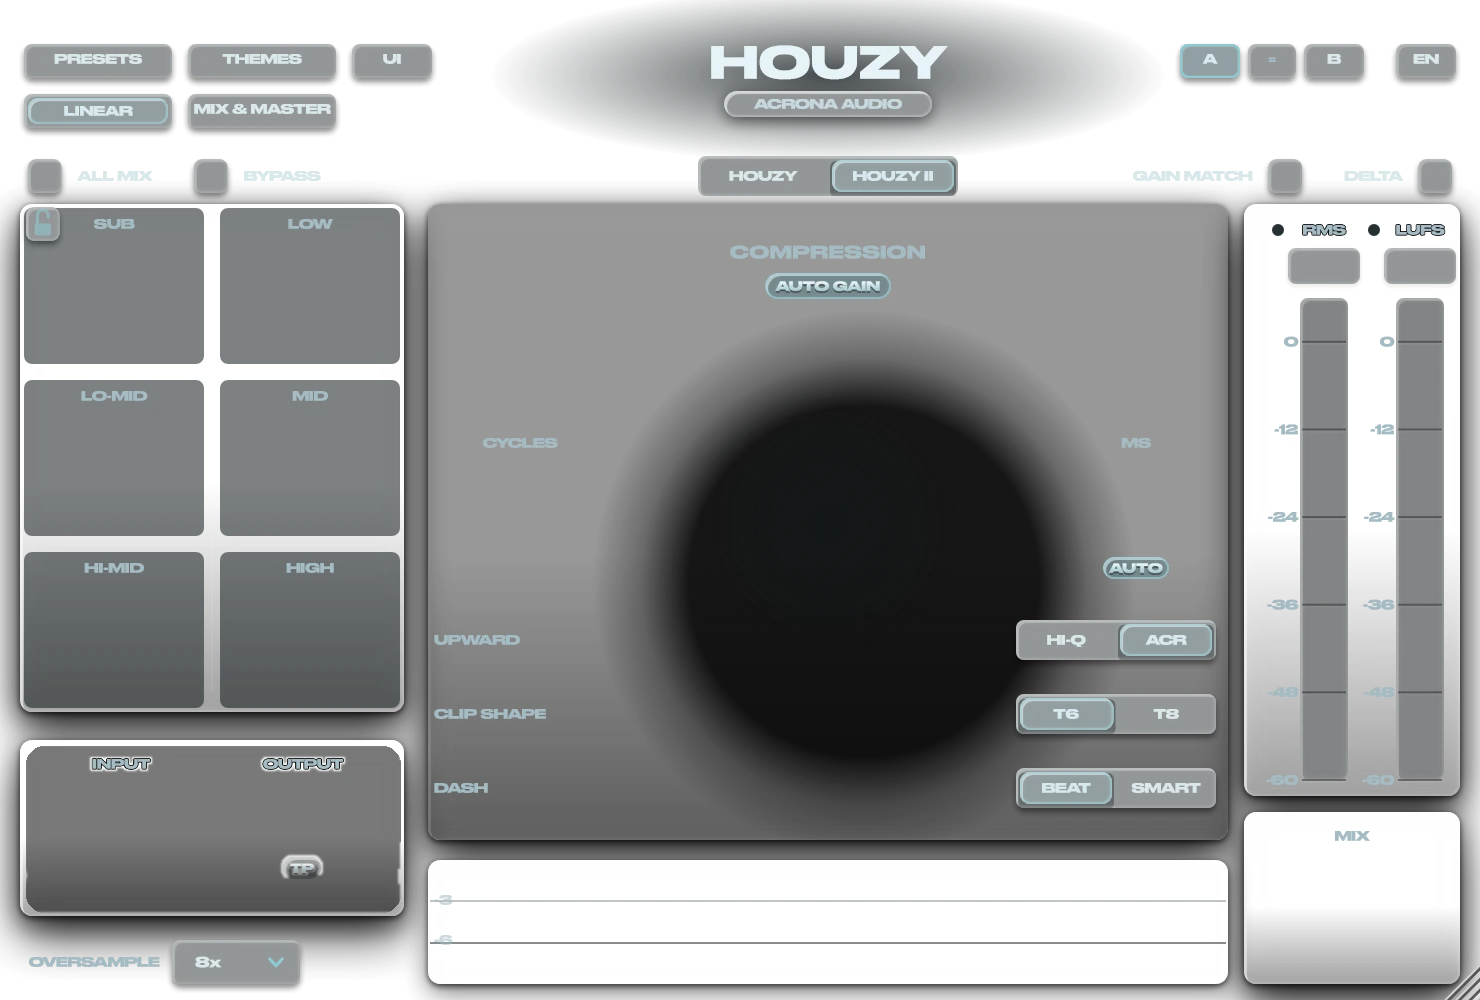 HOUZY
ACRONA AUDIO
PRESETS
THEMES
UI
LINEAR
MIX & MASTER
A
=
B
EN
ALL MIX
BYPASS
HOUZY
HOUZY II
GAIN MATCH
DELTA
SUB
LOW
LO-MID
MID
HI-MID
HIGH
INPUT
OUTPUT
TP
OVERSAMPLE
8x
COMPRESSION
AUTO GAIN
CYCLES
MS
AUTO
UPWARD
HI-Q
ACR
CLIP SHAPE
T6
T8
DASH
BEAT
SMART
-3
-6
RMS
LUFS
0
0
-12
-12
-24
-24
-36
-36
-48
-48
-60
-60
MIX